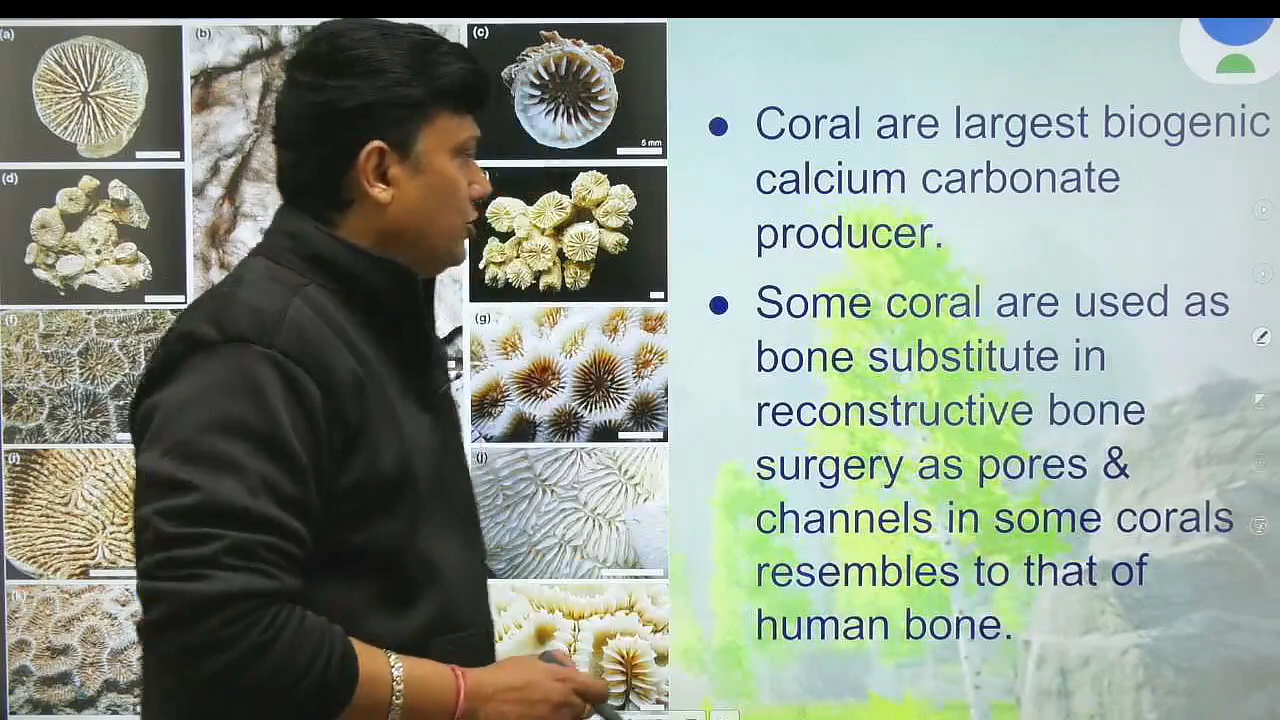 (a)
(b)
(c)
5 mm
(d)
(f)
(g)
(i)
(j)
● Coral are largest biogenic
calcium carbonate
producer.
● Some coral are used as
bone substitute in
reconstructive bone
surgery as pores &
channels in some corals
resembles to that of
human bone.